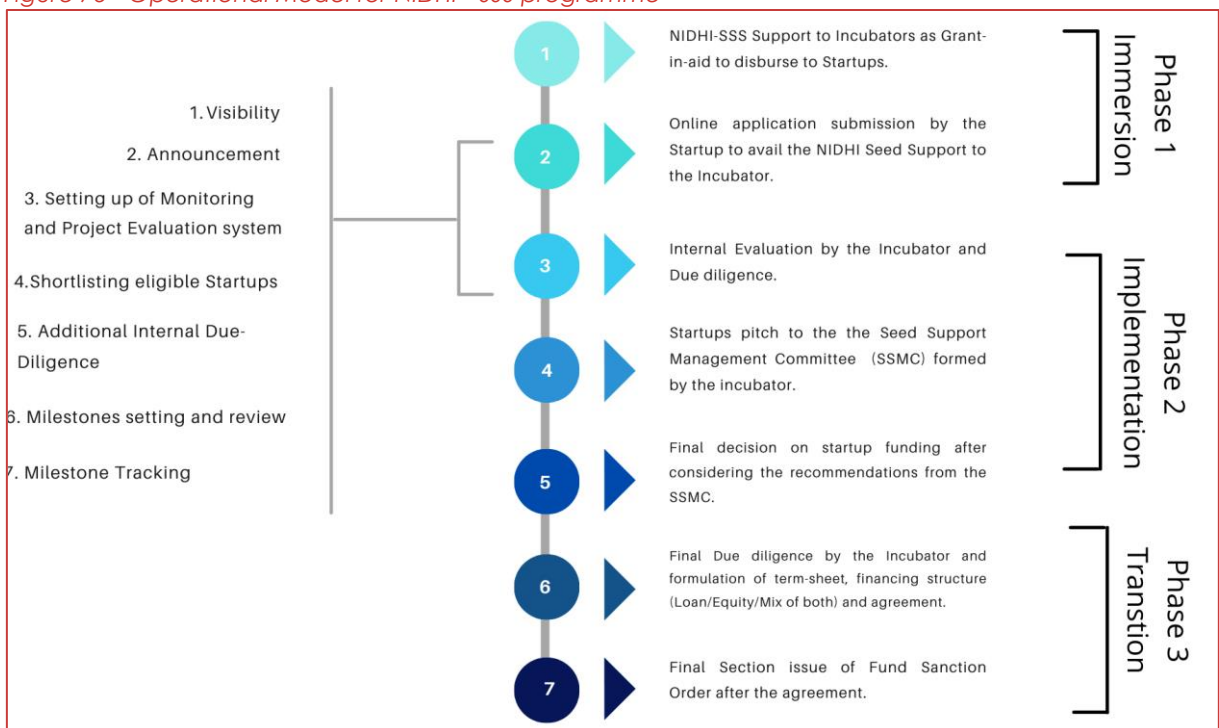 1. Visibility
2. Announcement
3. Setting up of Monitoring
and Project Evaluation system
4.Shortlisting eligible Startups
5. Additional Internal Due-
Diligence
6. Milestones setting and review
7. Milestone Tracking
1
NIDHI-SSS Support to Incubators as Grant-
in-aid to disburse to Startups.
2
Online application submission by the
Startup to avail the NIDHI Seed Support to
the Incubator.
3
Internal Evaluation by the Incubator and
Due diligence.
4
Startups pitch to the the Seed Support
Management Committee (SSMC) formed
by the incubator.
5
Final decision on startup funding after
considering the recommendations from the
SSMC.
6
Final Due diligence by the Incubator and
formulation of term-sheet, financing structure
(Loan/Equity/Mix of both) and agreement.
7
Final Section issue of Fund Sanction
Order after the agreement.
Phase 1
Immersion
Phase 2
Implementation
Phase 3
Transtion